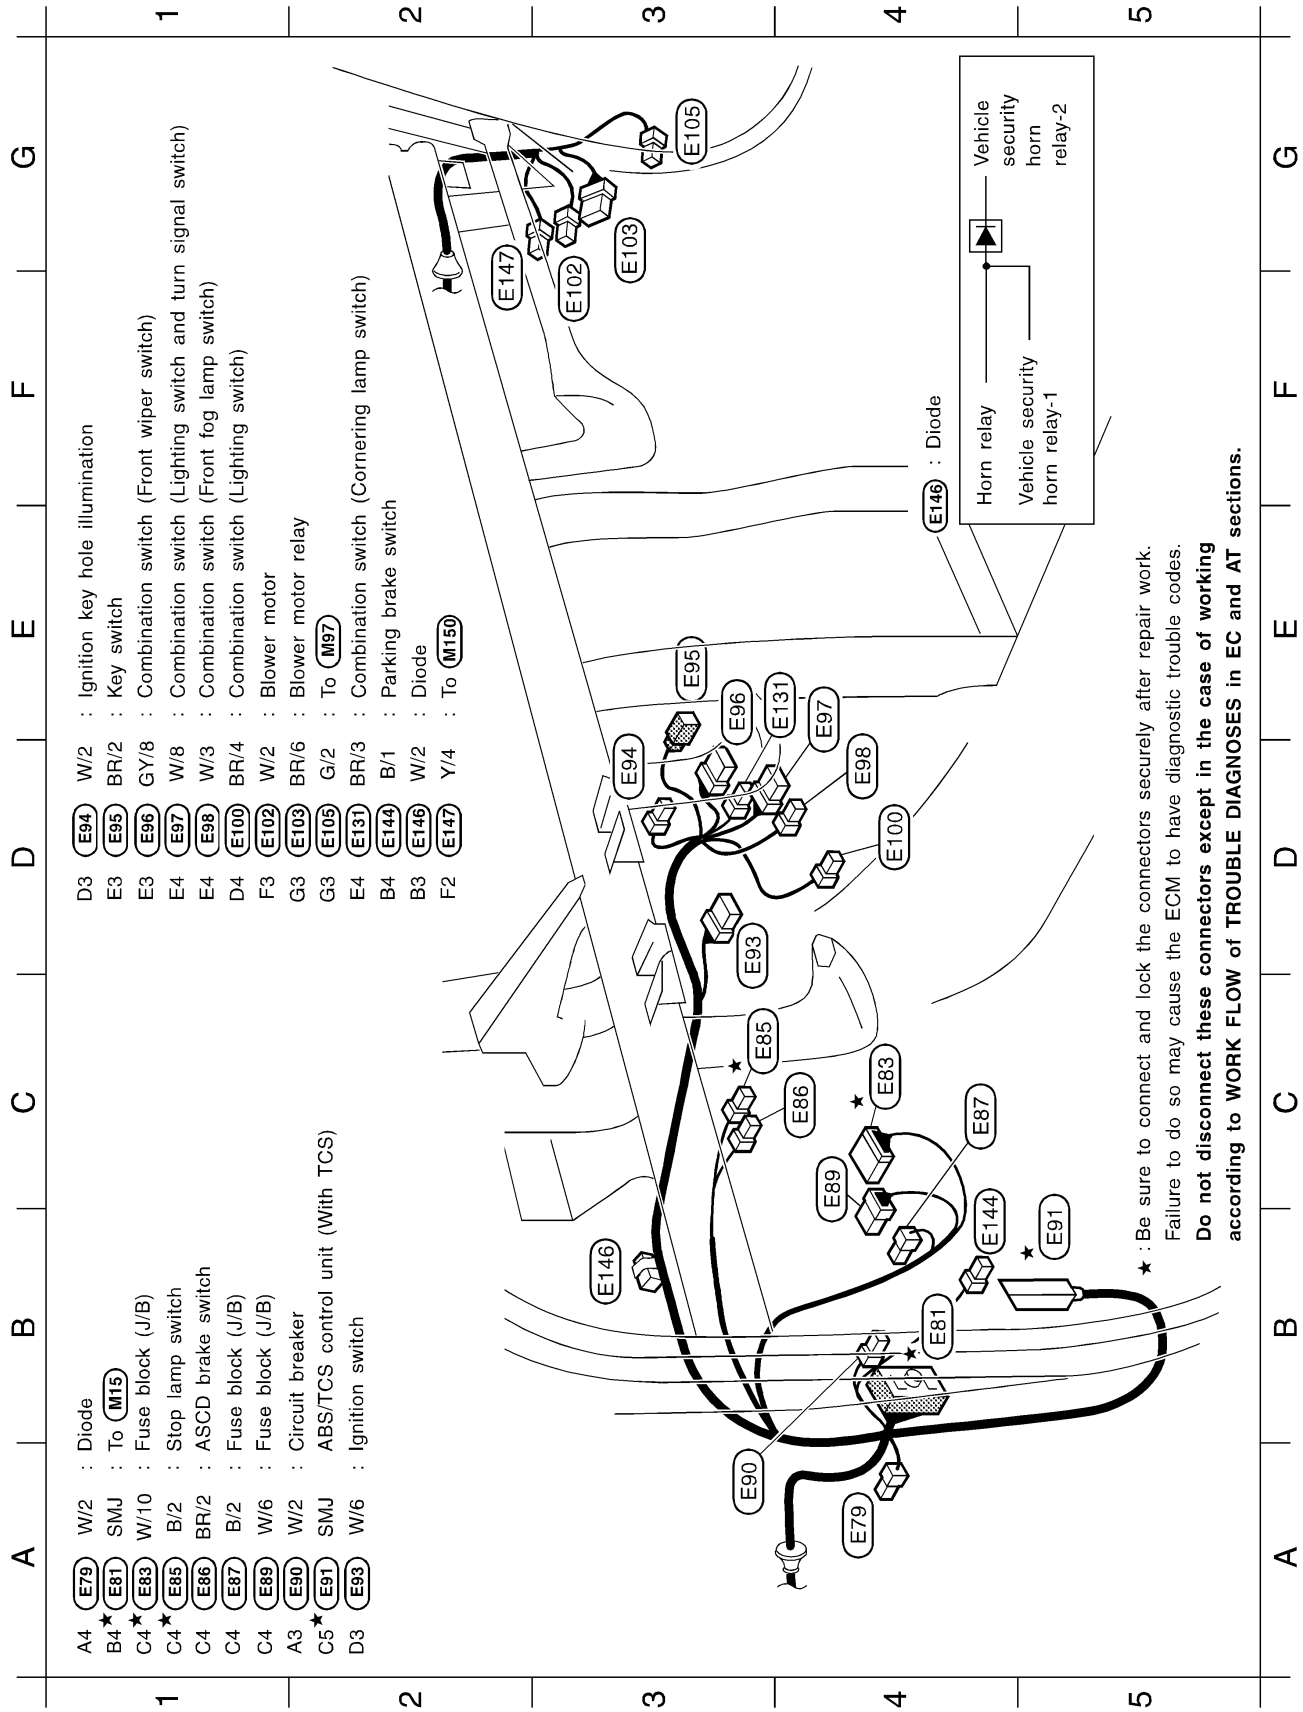 1 2 3 4 5
A4 E79 W/2 : Diode
B4★ E81 SMJ : To M15
C4★ E83 W/10 : Fuse block (J/B)
C4★ E85 B/2 : Stop lamp switch
C4 E86 BR/2 : ASCD brake switch
C4 E87 B/2 : Fuse block (J/B)
C4 E89 W/6 : Fuse block (J/B)
A3 E90 W/2 : Circuit breaker
C5★ E91 SMJ ABS/TCS control unit (With TCS)
D3 E93 W/6 : Ignition switch
D3 E94 W/2 : Ignition key hole illumination
E3 E95 BR/2 : Key switch
E3 E96 GY/8 : Combination switch (Front wiper switch)
E4 E97 W/8 : Combination switch (Lighting switch and turn signal switch)
E4 E98 W/3 : Combination switch (Front fog lamp switch)
D4 E100 BR/4 : Combination switch (Lighting switch)
F3 E102 W/2 : Blower motor
G3 E103 BR/6 : Blower motor relay
G3 E105 G/2 : To M97
E4 E131 BR/3 : Combination switch (Cornering lamp switch)
B4 E144 B/1 : Parking brake switch
B3 E146 W/2 : Diode
F2 E147 Y/4 : To M150
A B C D E F G
E147
E102
E103
E105
E146
E94
E95
E96
E131
E97
E98
E100
E93
E85 ★
E86
E83 ★
E87
E89
E144
E91 ★
E81 ★
E90
E79
E146 : Diode
Horn relay
Vehicle security
horn relay-1
Vehicle
security
horn
relay-2
★ : Be sure to connect and lock the connectors securely after repair work.
Failure to do so may cause the ECM to have diagnostic trouble codes.
Do not disconnect these connectors except in the case of working
according to WORK FLOW of TROUBLE DIAGNOSES in EC and AT sections.
A B C D E F G
1 2 3 4 5